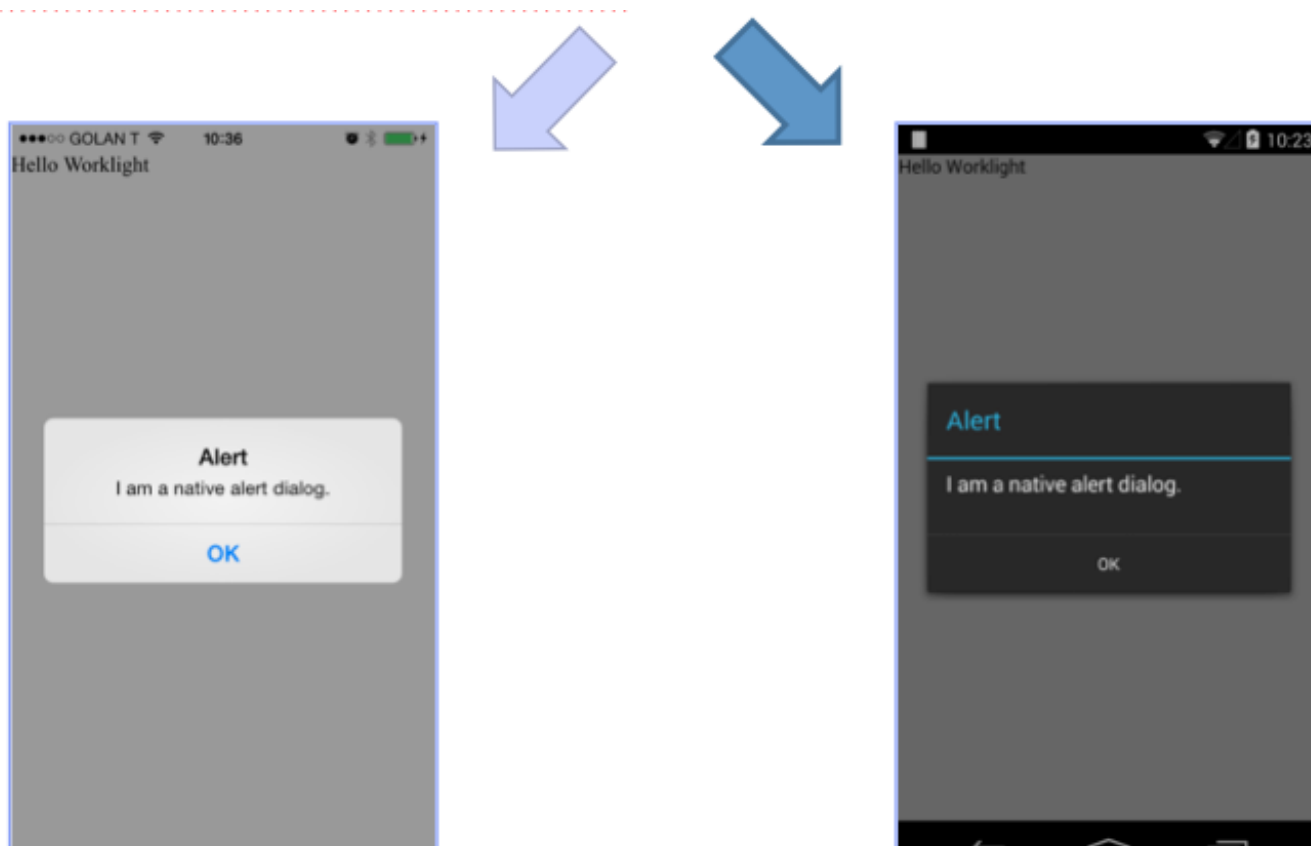 GOLAN T 10:36
Hello Worklight
Alert
I am a native alert dialog.
OK
10:23
Hello Worklight
Alert
I am a native alert dialog.
OK